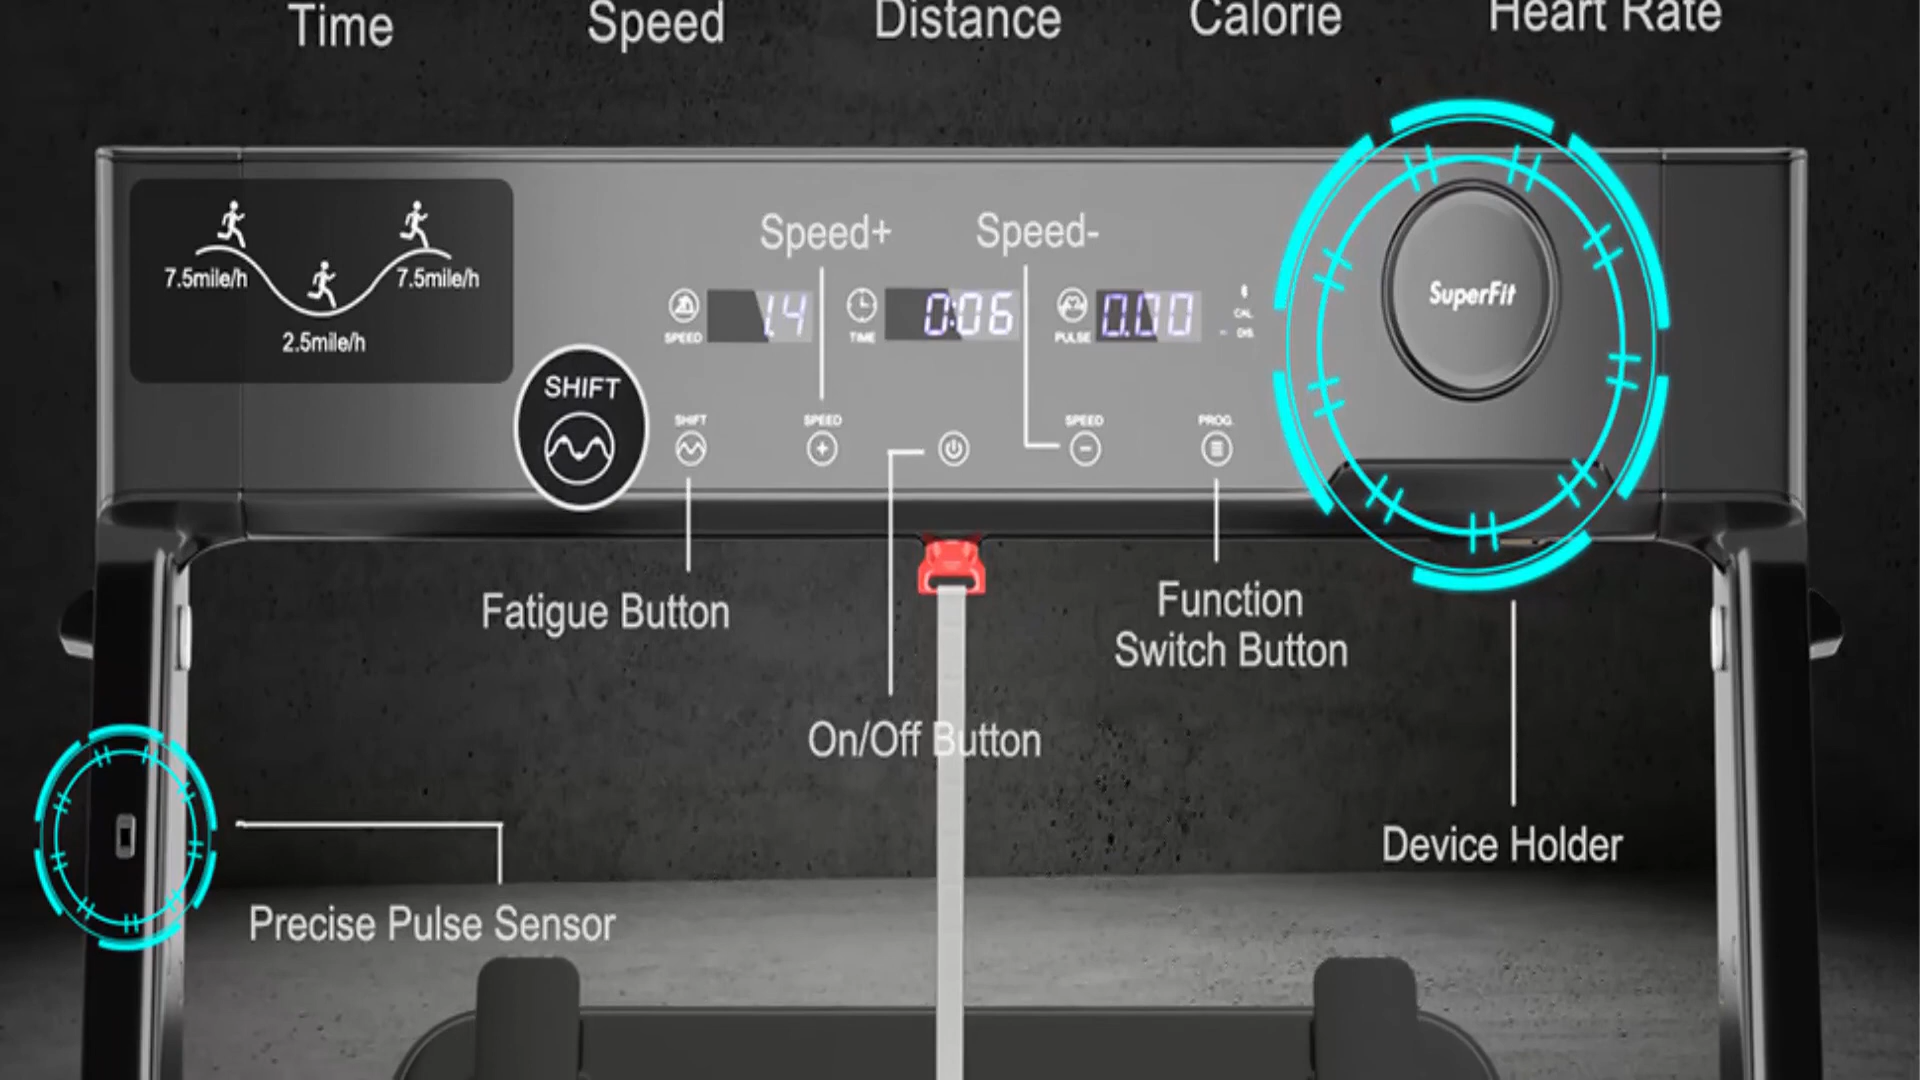 Time
Speed
Distance
Calorie
Heart Rate
7.5mile/h
7.5mile/h
2.5mile/h
Speed+
Speed-
SPEED
1.4
TIME
0:06
PULSE
0.00
CAL
DIS
SuperFit
SHIFT
SHIFT
SPEED
SPEED
PROG.
Fatigue Button
Function
Switch Button
On/Off Button
Device Holder
Precise Pulse Sensor